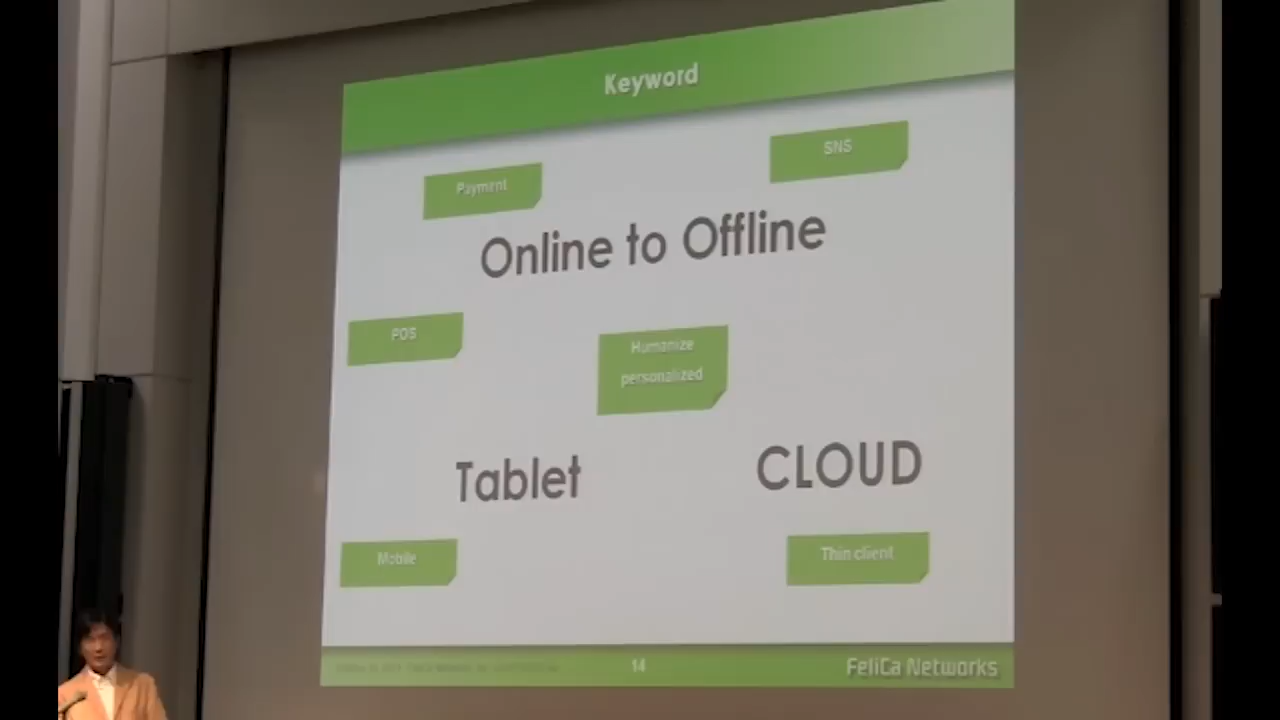 Keyword
SNS
Payment
Online to Offline
POS
Humanize
personalized
Tablet
CLOUD
Mobile
Thin client
14
FeliCa Networks